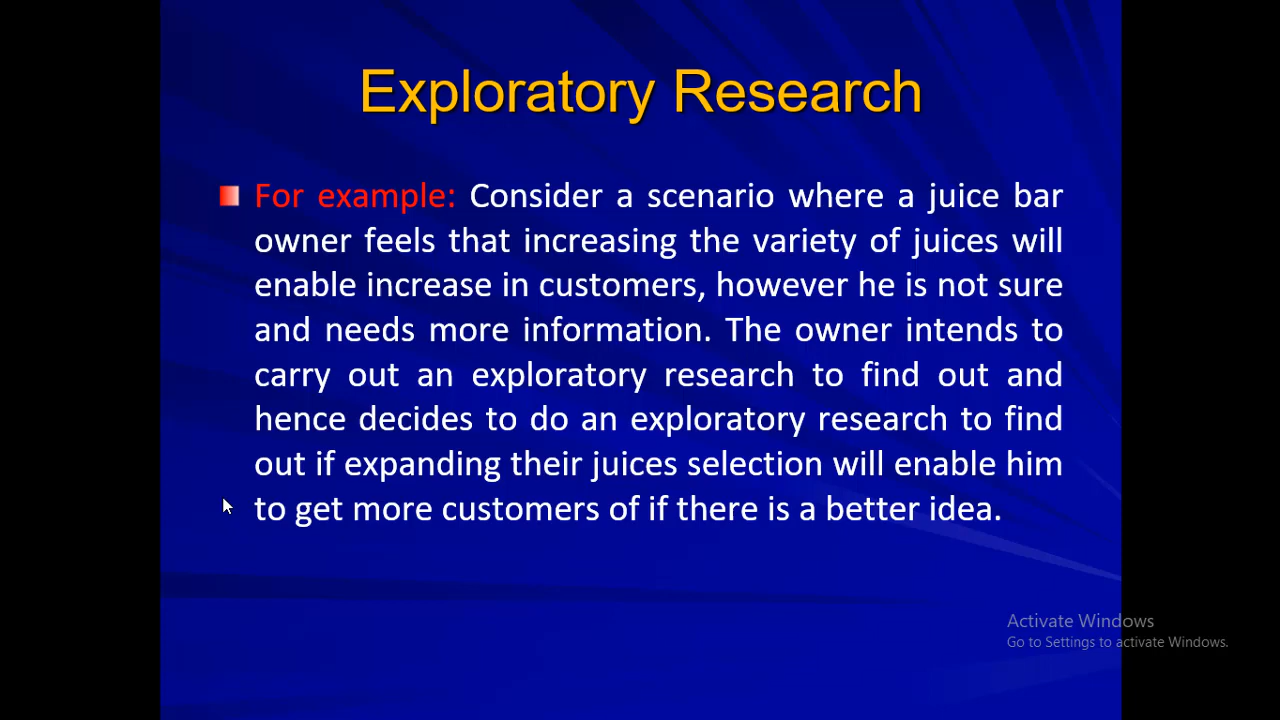 Exploratory Research
For example: Consider a scenario where a juice bar
owner feels that increasing the variety of juices will
enable increase in customers, however he is not sure
and needs more information. The owner intends to
carry out an exploratory research to find out and
hence decides to do an exploratory research to find
out if expanding their juices selection will enable him
to get more customers of if there is a better idea.
Activate Windows
Go to Settings to activate Windows.